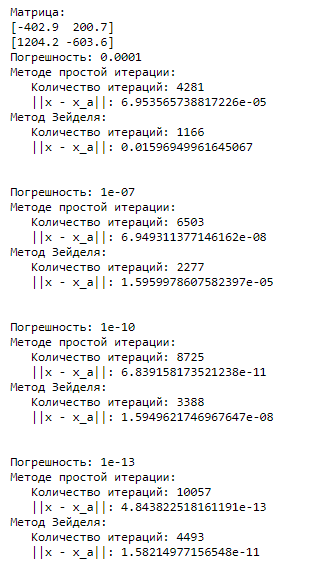 Матрица:
[-402.9  200.7]
[1204.2 -603.6]
Погрешность: 0.0001
Методе простой итерации:
   Количество итераций: 4281
   ||x - x_a||: 6.953565738817226e-05
Метод Зейделя:
   Количество итераций: 1166
   ||x - x_a||: 0.01596949961645067
Погрешность: 1e-07
Методе простой итерации:
   Количество итераций: 6503
   ||x - x_a||: 6.949311377146162e-08
Метод Зейделя:
   Количество итераций: 2277
   ||x - x_a||: 1.5959978607582397e-05
Погрешность: 1e-10
Методе простой итерации:
   Количество итераций: 8725
   ||x - x_a||: 6.839158173521238e-11
Метод Зейделя:
   Количество итераций: 3388
   ||x - x_a||: 1.5949621746967647e-08
Погрешность: 1e-13
Методе простой итерации:
   Количество итераций: 10057
   ||x - x_a||: 4.843822518161191e-13
Метод Зейделя:
   Количество итераций: 4493
   ||x - x_a||: 1.58214977156548e-11